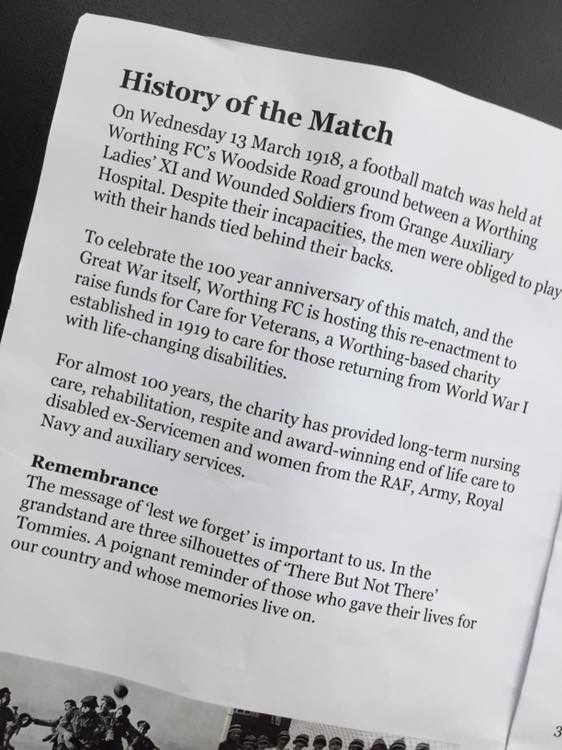 History of the Match
On Wednesday 13 March 1918, a football match was held at
Worthing FC's Woodside Road ground between a Worthing
Ladies' XI and Wounded Soldiers from Grange Auxiliary
Hospital. Despite their incapacities, the men were obliged to play
with their hands tied behind their backs.
To celebrate the 100 year anniversary of this match, and the
Great War itself, Worthing FC is hosting this re-enactment to
raise funds for Care for Veterans, a Worthing-based charity
established in 1919 to care for those returning from World War I
with life-changing disabilities.
For almost 100 years, the charity has provided long-term nursing
care, rehabilitation, respite and award-winning end of life care to
disabled ex-Servicemen and women from the RAF, Army, Royal
Navy and auxiliary services.
Remembrance
The message of 'lest we forget' is important to us. In the
grandstand are three silhouettes of 'There But Not There'
Tommies. A poignant reminder of those who gave their lives for
our country and whose memories live on.
3